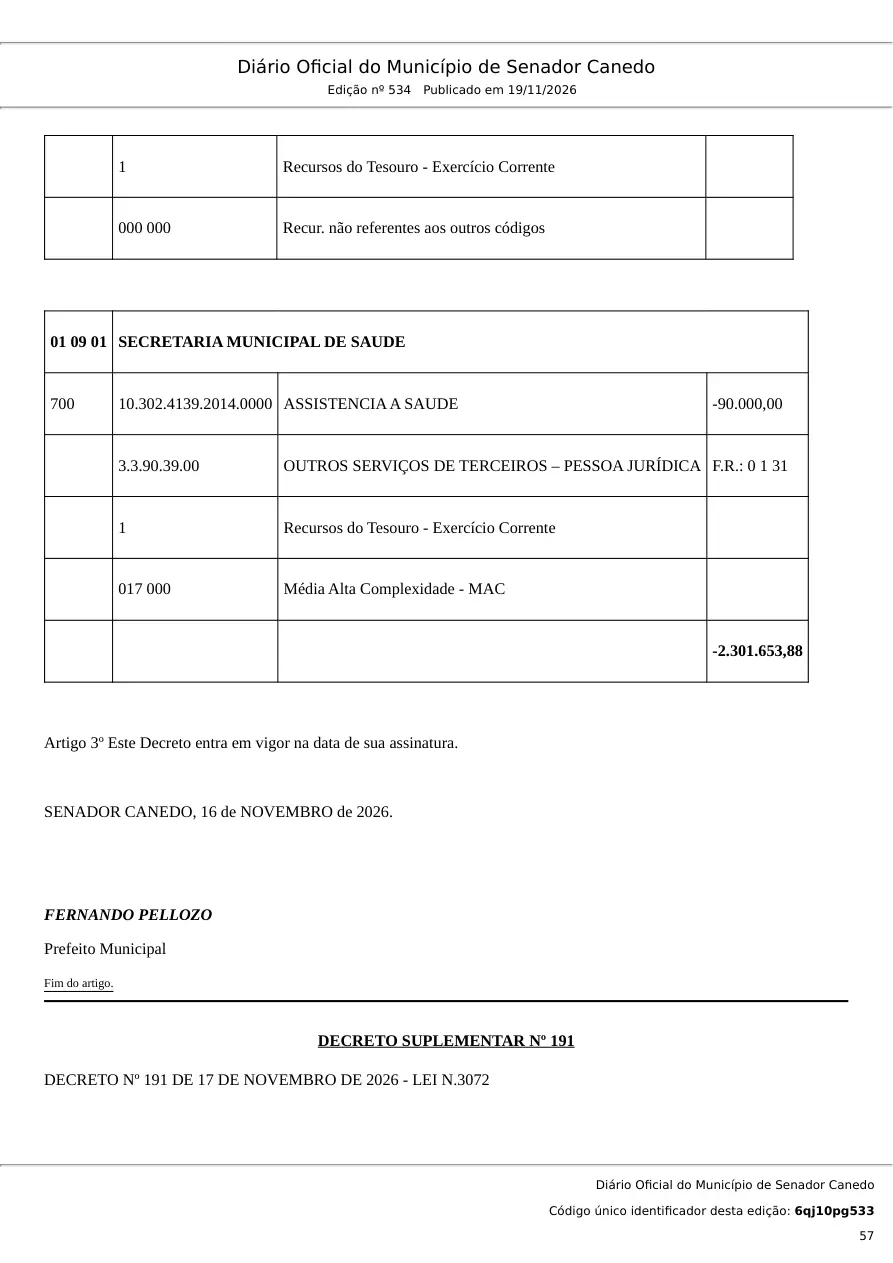 Diário Oficial do Município de Senador Canedo
Edição nº 534 Publicado em 19/11/2026
1 Recursos do Tesouro - Exercício Corrente
000 000 Recur. não referentes aos outros códigos
01 09 01 SECRETARIA MUNICIPAL DE SAUDE
700 10.302.4139.2014.0000 ASSISTENCIA A SAUDE -90.000,00
3.3.90.39.00 OUTROS SERVIÇOS DE TERCEIROS – PESSOA JURÍDICA F.R.: 0 1 31
1 Recursos do Tesouro - Exercício Corrente
017 000 Média Alta Complexidade - MAC
-2.301.653,88
Artigo 3º Este Decreto entra em vigor na data de sua assinatura.
SENADOR CANEDO, 16 de NOVEMBRO de 2026.
FERNANDO PELLOZO
Prefeito Municipal
Fim do artigo.
DECRETO SUPLEMENTAR Nº 191
DECRETO Nº 191 DE 17 DE NOVEMBRO DE 2026 - LEI N.3072
Diário Oficial do Município de Senador Canedo
Código único identificador desta edição: 6qj10pg533
57